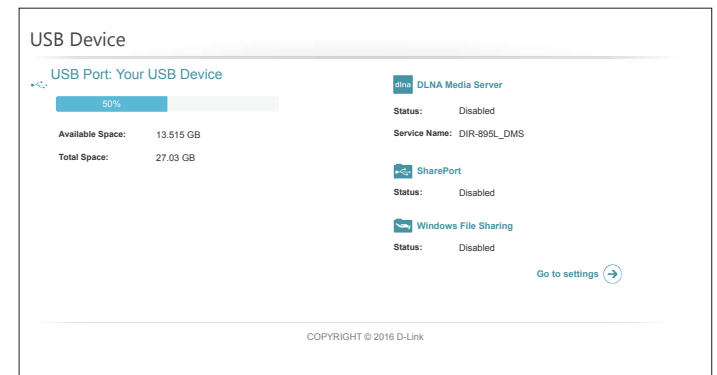 USB Device
USB Port: Your USB Device
50%
Available Space: 13.515 GB
Total Space: 27.03 GB
dlna DLNA Media Server
Status: Disabled
Service Name: DIR-895L_DMS
SharePort
Status: Disabled
Windows File Sharing
Status: Disabled
Go to settings
COPYRIGHT © 2016 D-Link